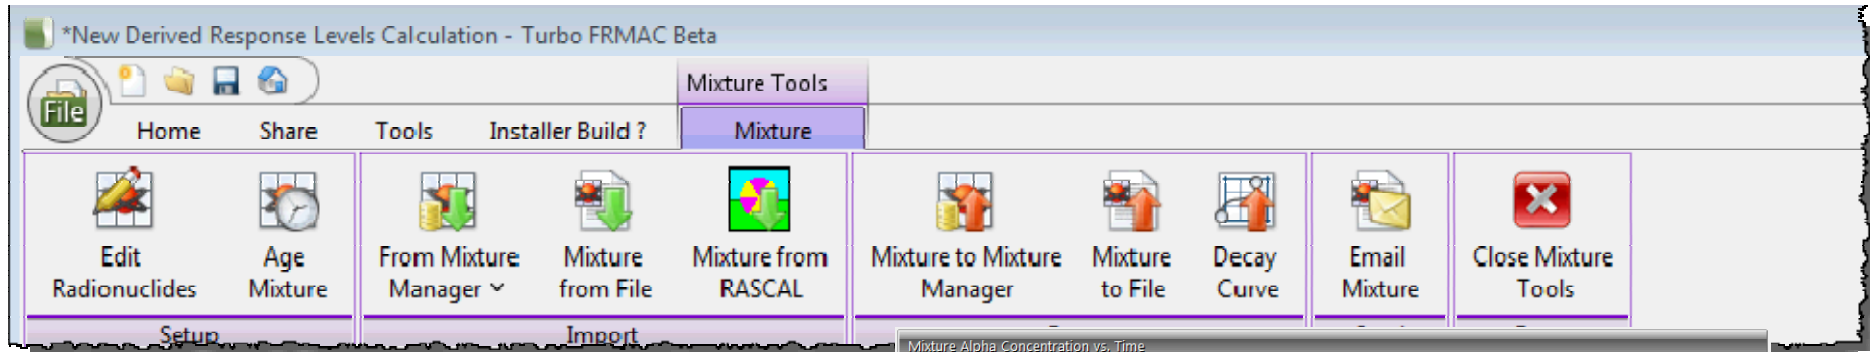 *New Derived Response Levels Calculation - Turbo FRMAC Beta
Mixture Tools
File
Home Share Tools Installer Build ? Mixture
Edit Radionuclides
Age Mixture
From Mixture Manager
Mixture from File
Mixture from RASCAL
Mixture to Mixture Manager
Mixture to File
Decay Curve
Email Mixture
Close Mixture Tools
Setup Import
Mixture Alpha Concentration vs. Time